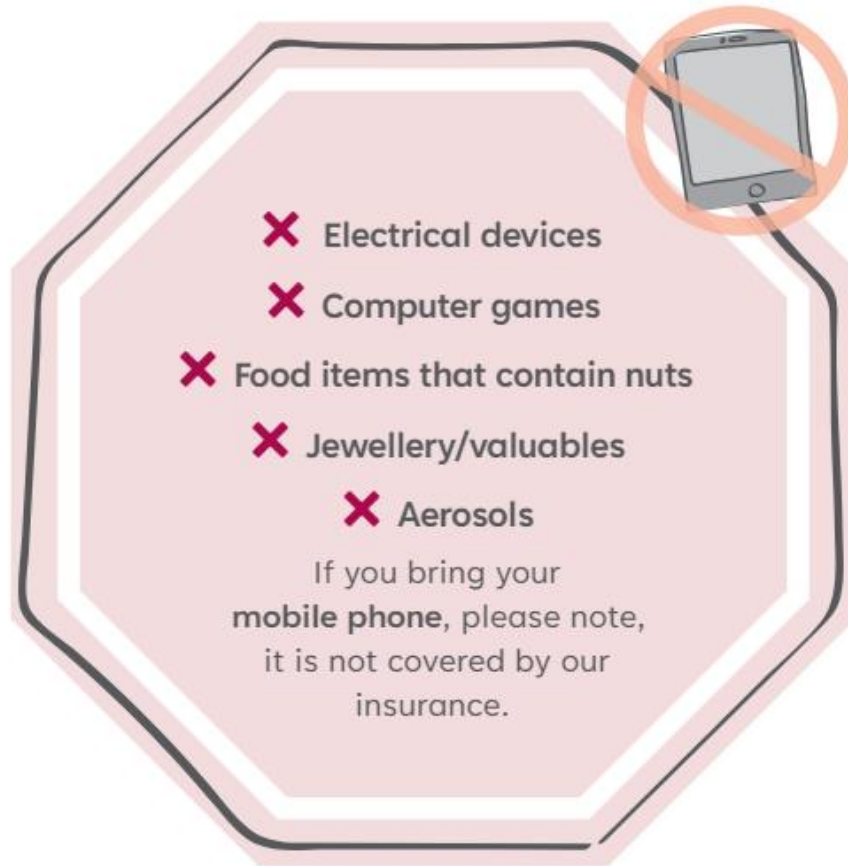 Electrical devices
Computer games
Food items that contain nuts
Jewellery/valuables
Aerosols
If you bring your
mobile phone, please note,
it is not covered by our
insurance.